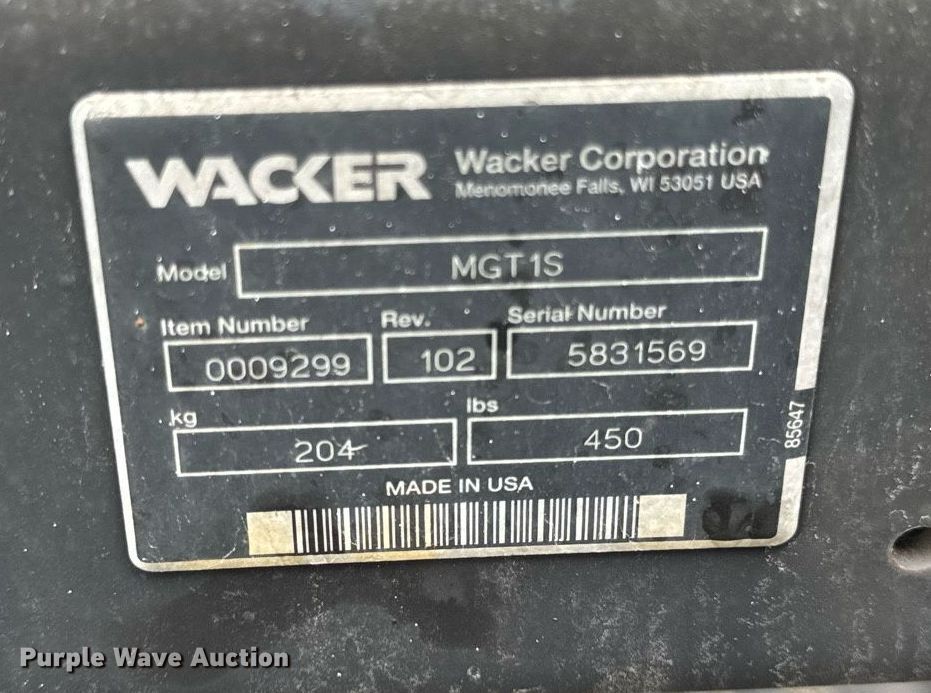 WACKER
Wacker Corporation
Menomonee Falls, WI 53051 USA
Model MGT1S
Item Number Rev. Serial Number
0009299 102 5831569
kg lbs
204 450
85647
MADE IN USA
Purple Wave Auction